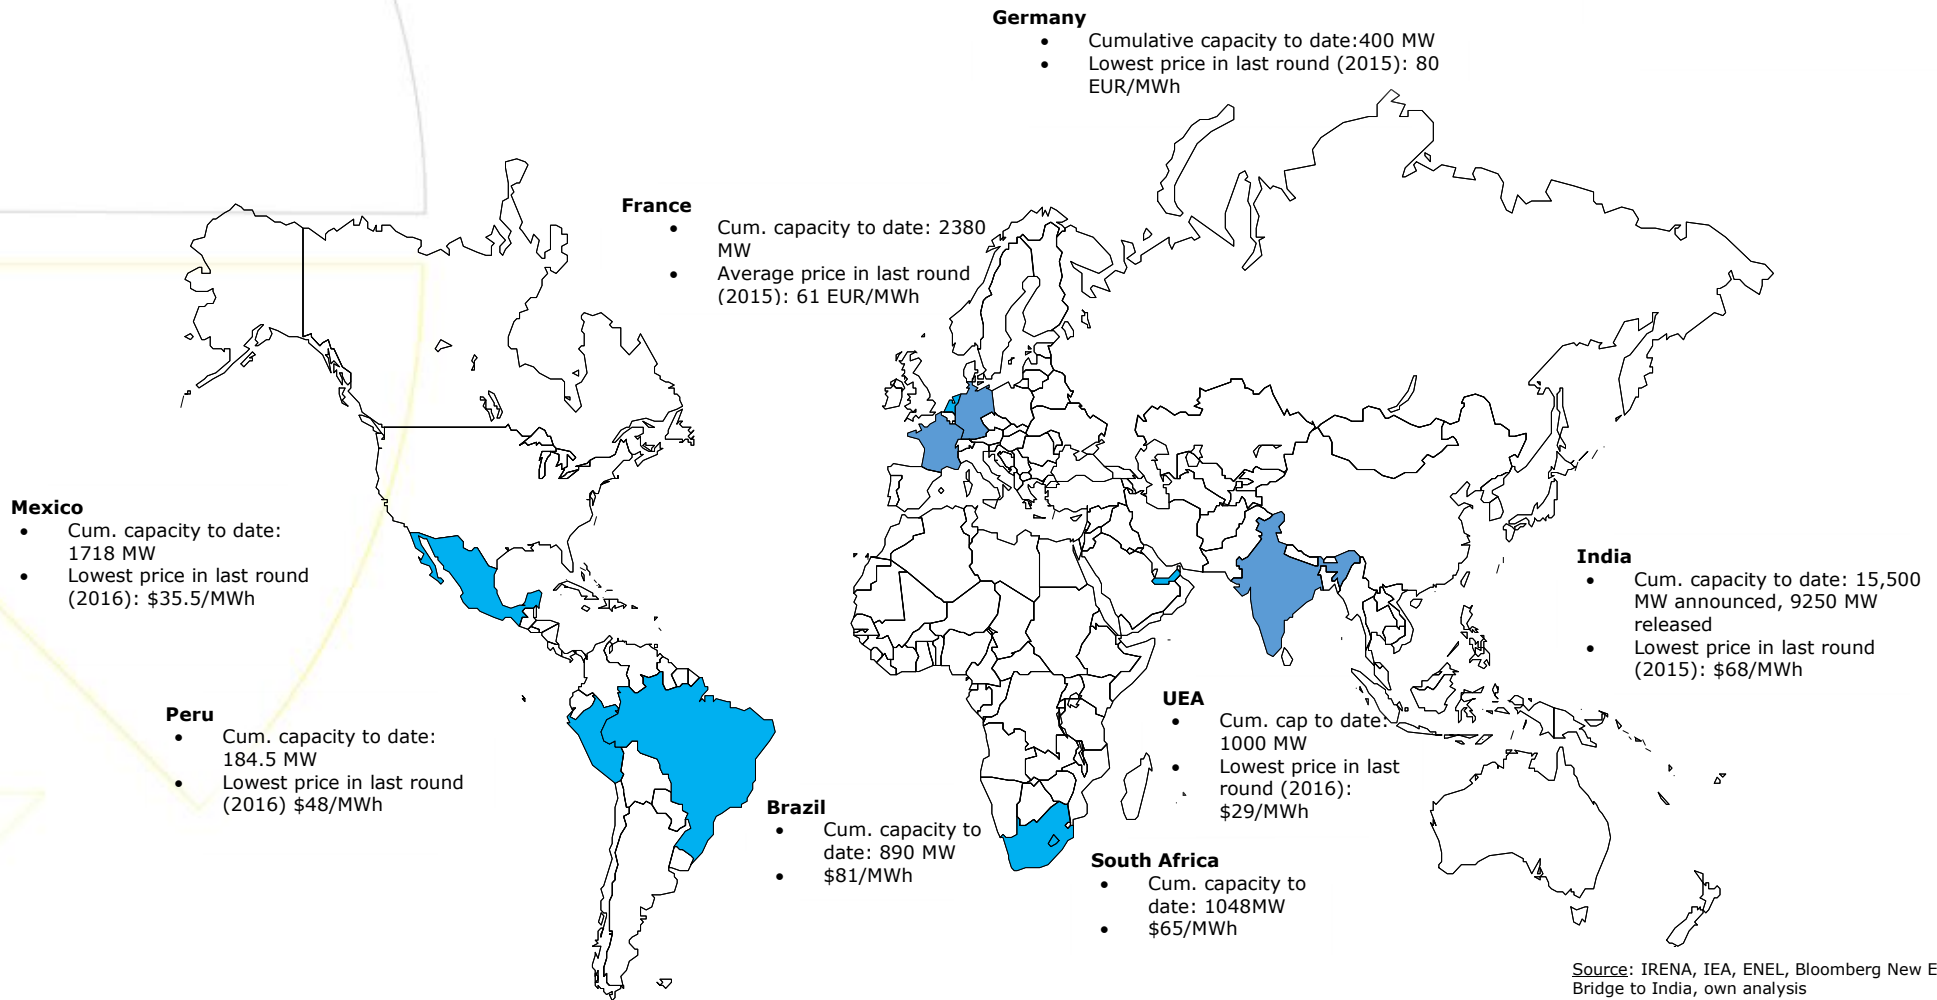 Germany
• Cumulative capacity to date:400 MW
• Lowest price in last round (2015): 80
EUR/MWh
France
• Cum. capacity to date: 2380
MW
• Average price in last round
(2015): 61 EUR/MWh
Mexico
• Cum. capacity to date:
1718 MW
• Lowest price in last round
(2016): $35.5/MWh
India
• Cum. capacity to date: 15,500
MW announced, 9250 MW
released
• Lowest price in last round
(2015): $68/MWh
Peru
• Cum. capacity to date:
184.5 MW
• Lowest price in last round
(2016) $48/MWh
UEA
• Cum. cap to date:
1000 MW
• Lowest price in last
round (2016):
$29/MWh
Brazil
• Cum. capacity to
date: 890 MW
• $81/MWh
South Africa
• Cum. capacity to
date: 1048MW
• $65/MWh
Source: IRENA, IEA, ENEL, Bloomberg New E
Bridge to India, own analysis